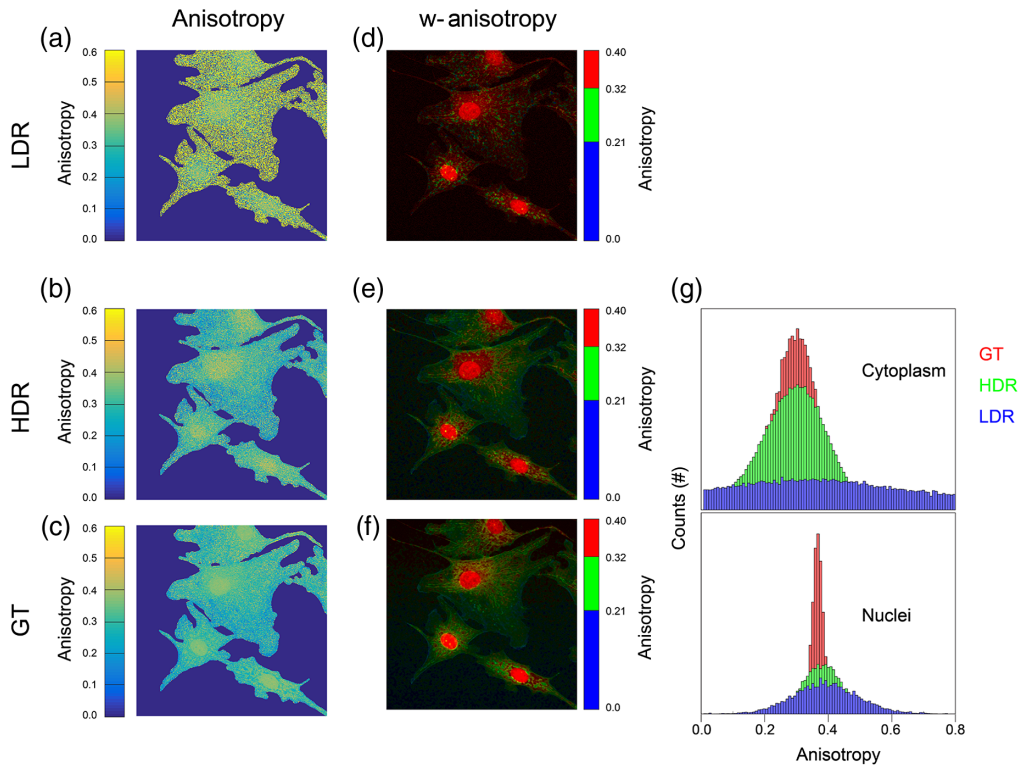 Anisotropy
w-anisotropy
(a)
0.6
0.5
0.4
0.3
0.2
0.1
0.0
Anisotropy
LDR
(d)
0.40
0.32
0.21
0.0
Anisotropy
(b)
0.6
0.5
0.4
0.3
0.2
0.1
0.0
Anisotropy
HDR
(e)
0.40
0.32
0.21
0.0
Anisotropy
(c)
0.6
0.5
0.4
0.3
0.2
0.1
0.0
Anisotropy
GT
(f)
0.40
0.32
0.21
0.0
Anisotropy
(g)
Cytoplasm
GT
HDR
LDR
Counts (#)
Nuclei
0.0 0.2 0.4 0.6 0.8
Anisotropy